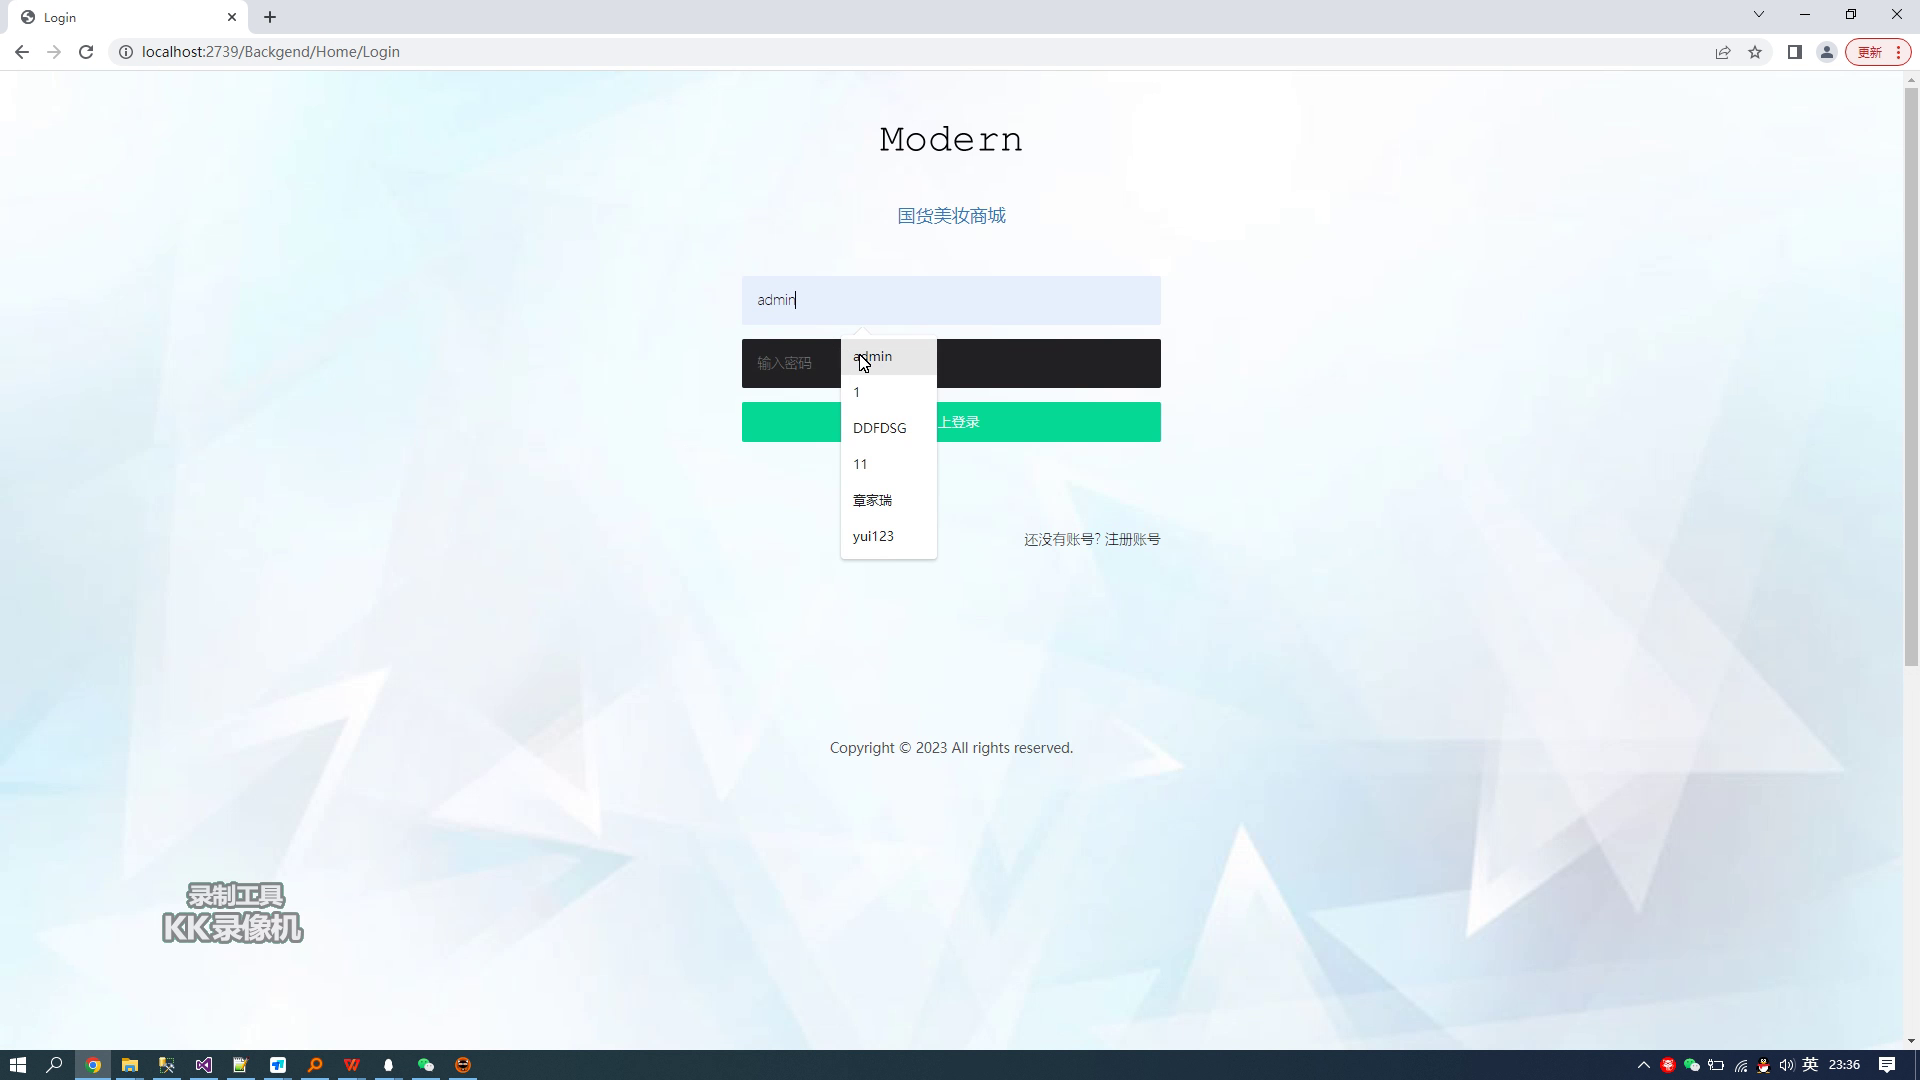 Login
localhost:2739/Backgend/Home/Login
更新
Modern
国货美妆商城
admin
输入密码
admin
1
上登录
DDFDSG
11
章家瑞
yui123
还没有账号? 注册账号
Copyright © 2023 All rights reserved.
录制工具
KK录像机
英
23:36